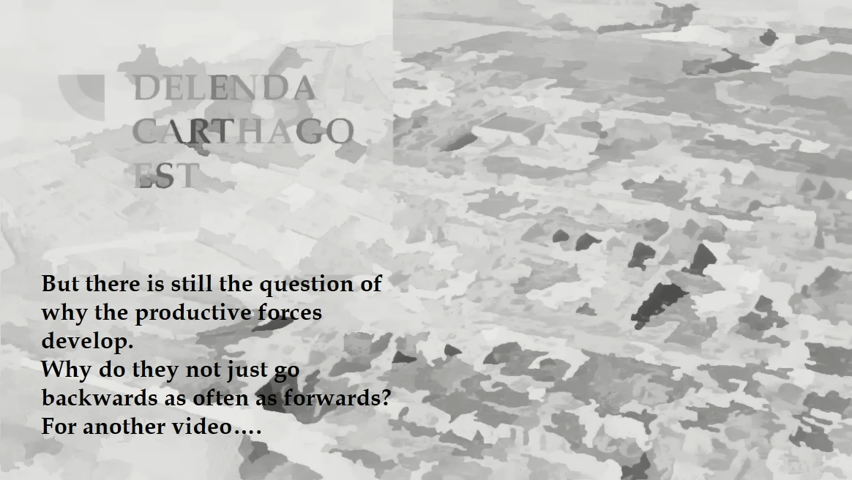 DELENDA
CARTHAGO
EST
But there is still the question of
why the productive forces
develop.
Why do they not just go
backwards as often as forwards?
For another video….